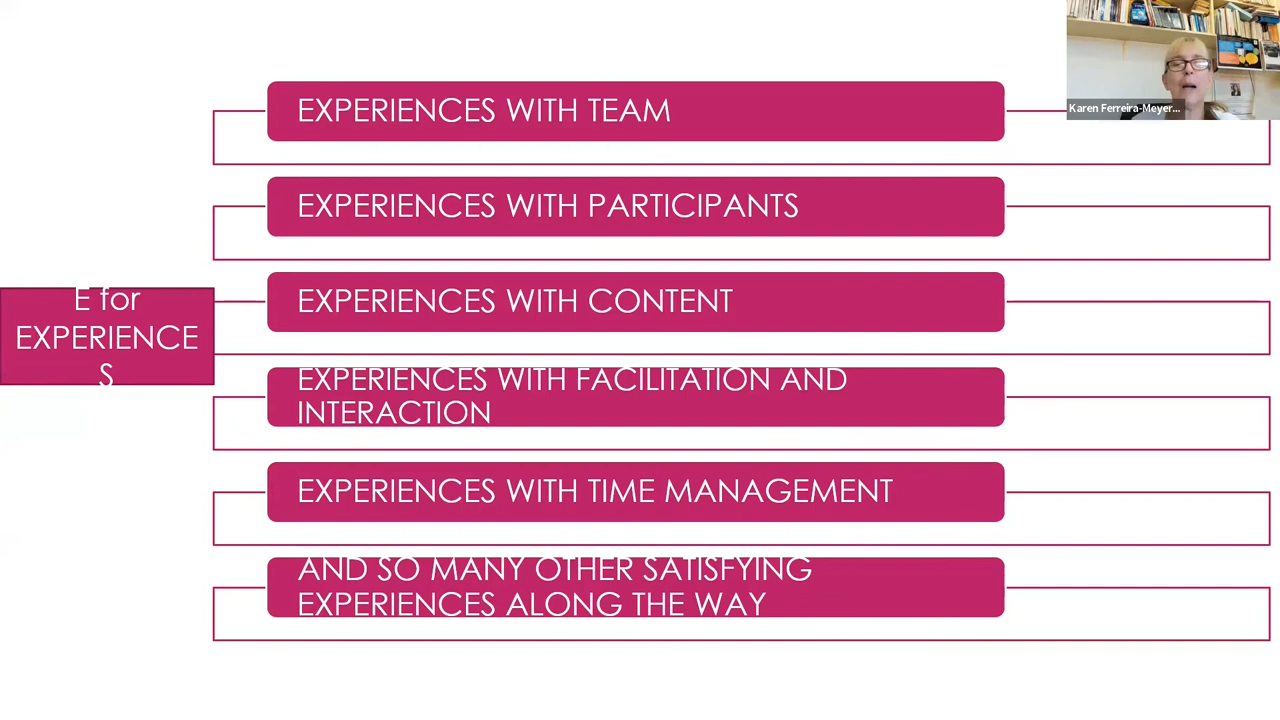 EXPERIENCES WITH TEAM
Karen Ferreira-Meyer...
EXPERIENCES WITH PARTICIPANTS
E for
EXPERIENCE
S
EXPERIENCES WITH CONTENT
EXPERIENCES WITH FACILITATION AND
INTERACTION
EXPERIENCES WITH TIME MANAGEMENT
AND SO MANY OTHER SATISFYING
EXPERIENCES ALONG THE WAY